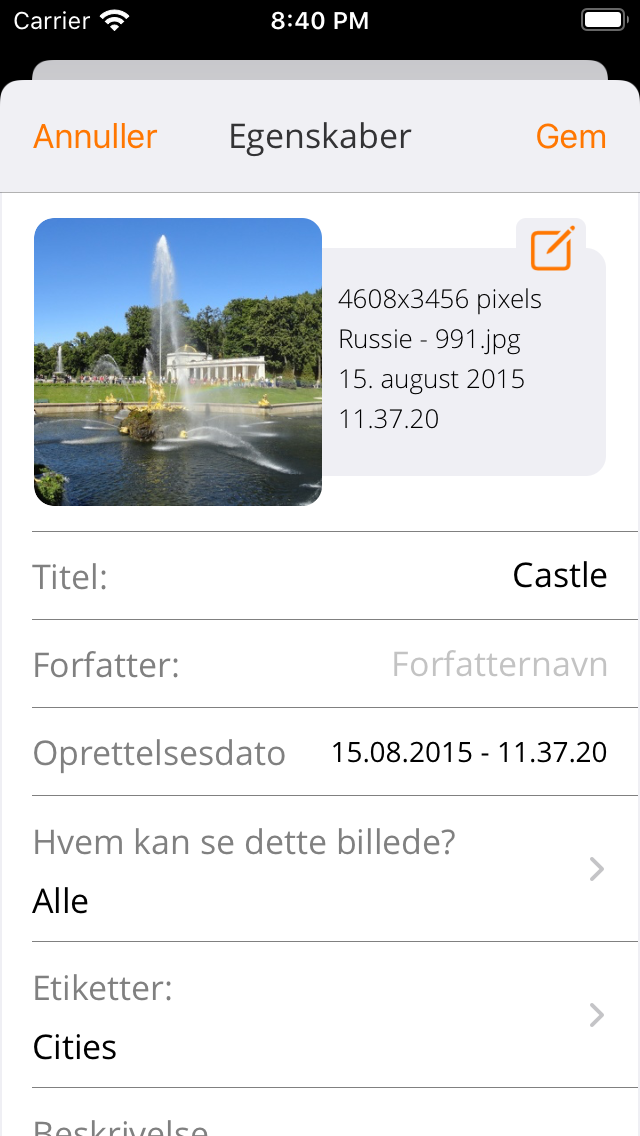 Carrier 8:40 PM
Annuller Egenskaber Gem
4608x3456 pixels
Russie - 991.jpg
15. august 2015
11.37.20
Titel: Castle
Forfatter: Forfatternavn
Oprettelsesdato 15.08.2015 - 11.37.20
Hvem kan se dette billede?
Alle
Etiketter:
Cities
Beskrivelse